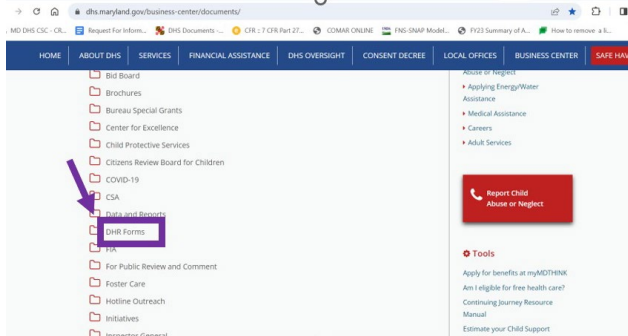 dhs.maryland.gov/business-center/documents/
MD DHS CSC - CR... Request For Inform... DHS Documents -... CFR :: 7 CFR Part 27... COMAR ONLINE FNS-SNAP Model... FY23 Summary of A... How to remove a li...
HOME ABOUT DHS SERVICES FINANCIAL ASSISTANCE DHS OVERSIGHT CONSENT DECREE LOCAL OFFICES BUSINESS CENTER SAFE HAV
Bid Board
Brochures
Bureau Special Grants
Center for Excellence
Child Protective Services
Citizens Review Board for Children
COVID-19
CSA
Data and Reports
DHR Forms
FIA
For Public Review and Comment
Foster Care
Hotline Outreach
Initiatives
Inspector General
Abuse or Neglect
Applying Energy/Water
Assistance
Medical Assistance
Careers
Adult Services
Report Child
Abuse or Neglect
Tools
Apply for benefits at myMDTHINK
Am I eligible for free health care?
Continuing Journey Resource
Manual
Estimate your Child Support